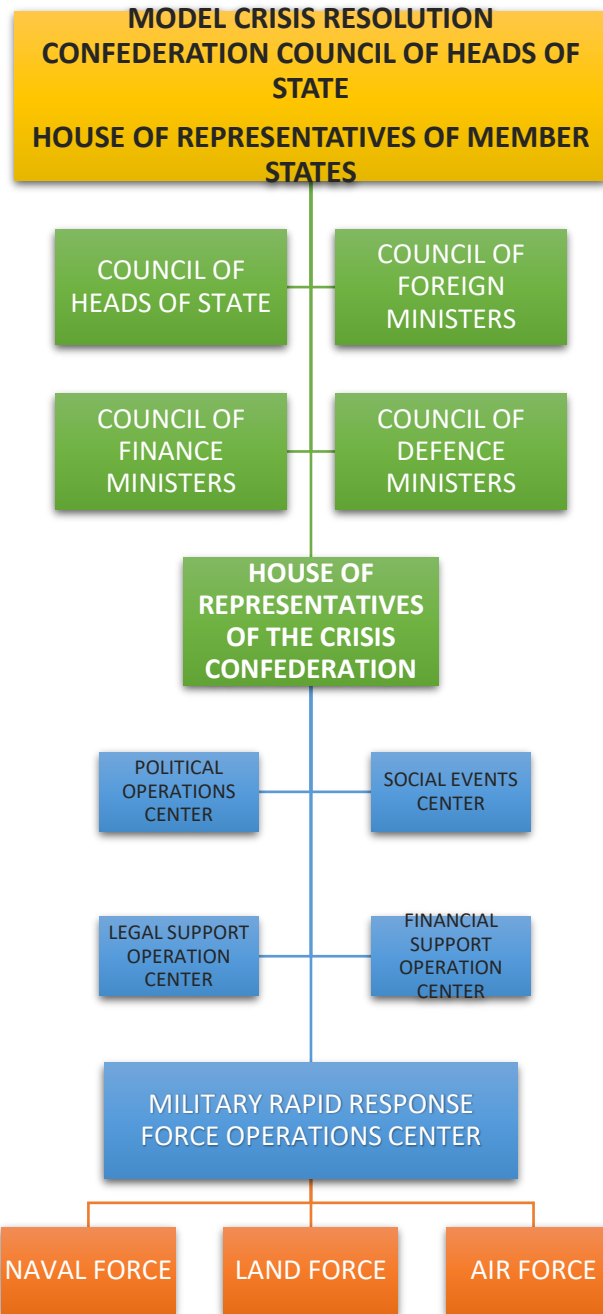 MODEL CRISIS RESOLUTION
CONFEDERATION COUNCIL OF HEADS OF
STATE
HOUSE OF REPRESENTATIVES OF MEMBER
STATES
COUNCIL OF
HEADS OF STATE
COUNCIL OF
FOREIGN
MINISTERS
COUNCIL OF
FINANCE
MINISTERS
COUNCIL OF
DEFENCE
MINISTERS
HOUSE OF
REPRESENTATIVES
OF THE CRISIS
CONFEDERATION
POLITICAL
OPERATIONS
CENTER
SOCIAL EVENTS
CENTER
LEGAL SUPPORT
OPERATION
CENTER
FINANCIAL
SUPPORT
OPERATION
CENTER
MILITARY RAPID RESPONSE
FORCE OPERATIONS CENTER
NAVAL FORCE
LAND FORCE
AIR FORCE